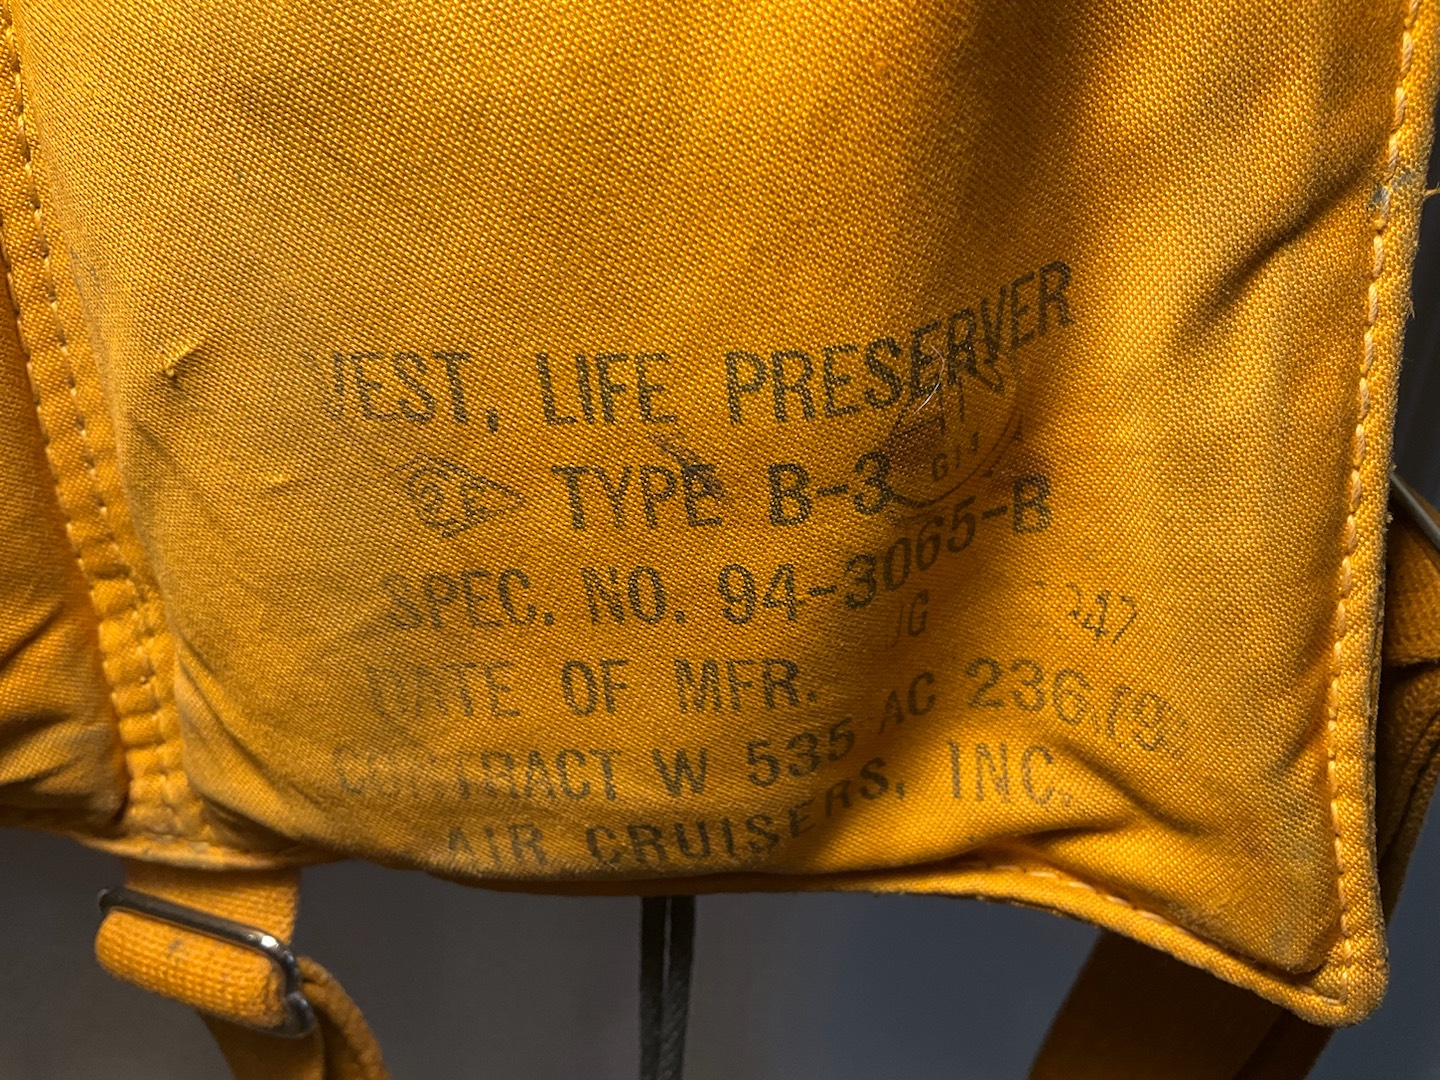 VEST, LIFE PRESERVER
TYPE B-3
SPEC. NO. 94-3065-B
DATE OF MFR.
CONTRACT W 535 AC 236
AIR CRUISERS, INC.